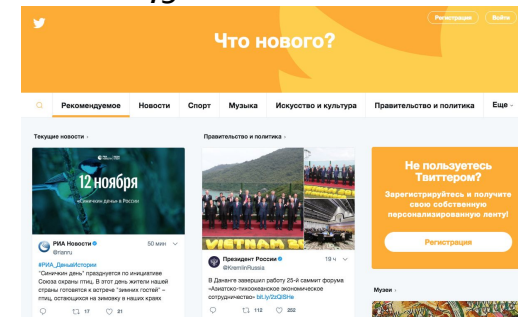 Регистрация
Войти
Что нового?
Рекомендуемое Новости Спорт Музыка Искусство и культура Правительство и политика Еще
Текущие новости ›
12 ноября
«Синичкин день» в России
РИА Новости
50 мин
@rianru
#РИА_ДеньвИстории
"Синичкин день" празднуется по инициативе
Союза охраны птиц. В этот день жители нашей
страны готовятся к встрече "зимних гостей" –
птиц, остающихся на зимовку в наших краях
17 21
Правительство и политика ›
VIETNAM
Президент России
19 ч
@KremlinRussia
В Дананге завершил работу 25-й саммит форума
«Азиатско-тихоокеанское экономическое
сотрудничество»
112 252
Не пользуетесь
Твиттером?
Зарегистрируйтесь и получите
свою собственную
персонализированную ленту!
Регистрация
Музеи ›